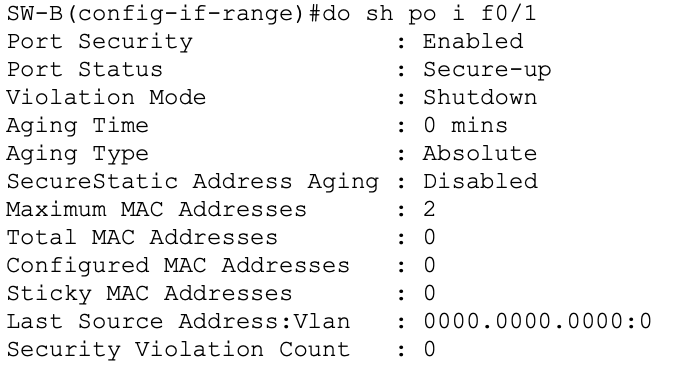 SW-B(config-if-range)#do sh po i f0/1
Port Security              : Enabled
Port Status                : Secure-up
Violation Mode             : Shutdown
Aging Time                 : 0 mins
Aging Type                 : Absolute
SecureStatic Address Aging : Disabled
Maximum MAC Addresses      : 2
Total MAC Addresses        : 0
Configured MAC Addresses   : 0
Sticky MAC Addresses       : 0
Last Source Address:Vlan   : 0000.0000.0000:0
Security Violation Count   : 0